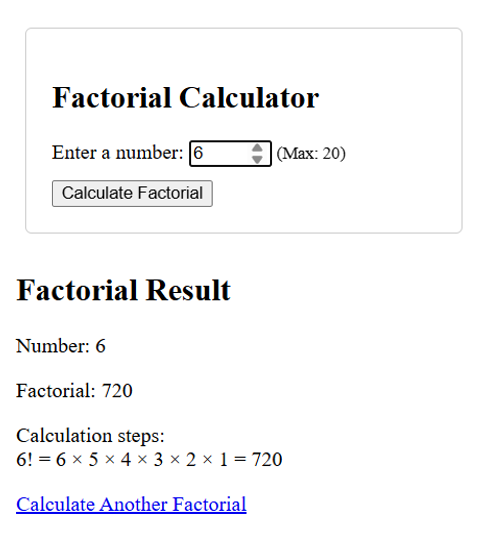 Factorial Calculator
Enter a number: 6 (Max: 20)
Calculate Factorial
Factorial Result
Number: 6
Factorial: 720
Calculation steps:
6! = 6 × 5 × 4 × 3 × 2 × 1 = 720
Calculate Another Factorial